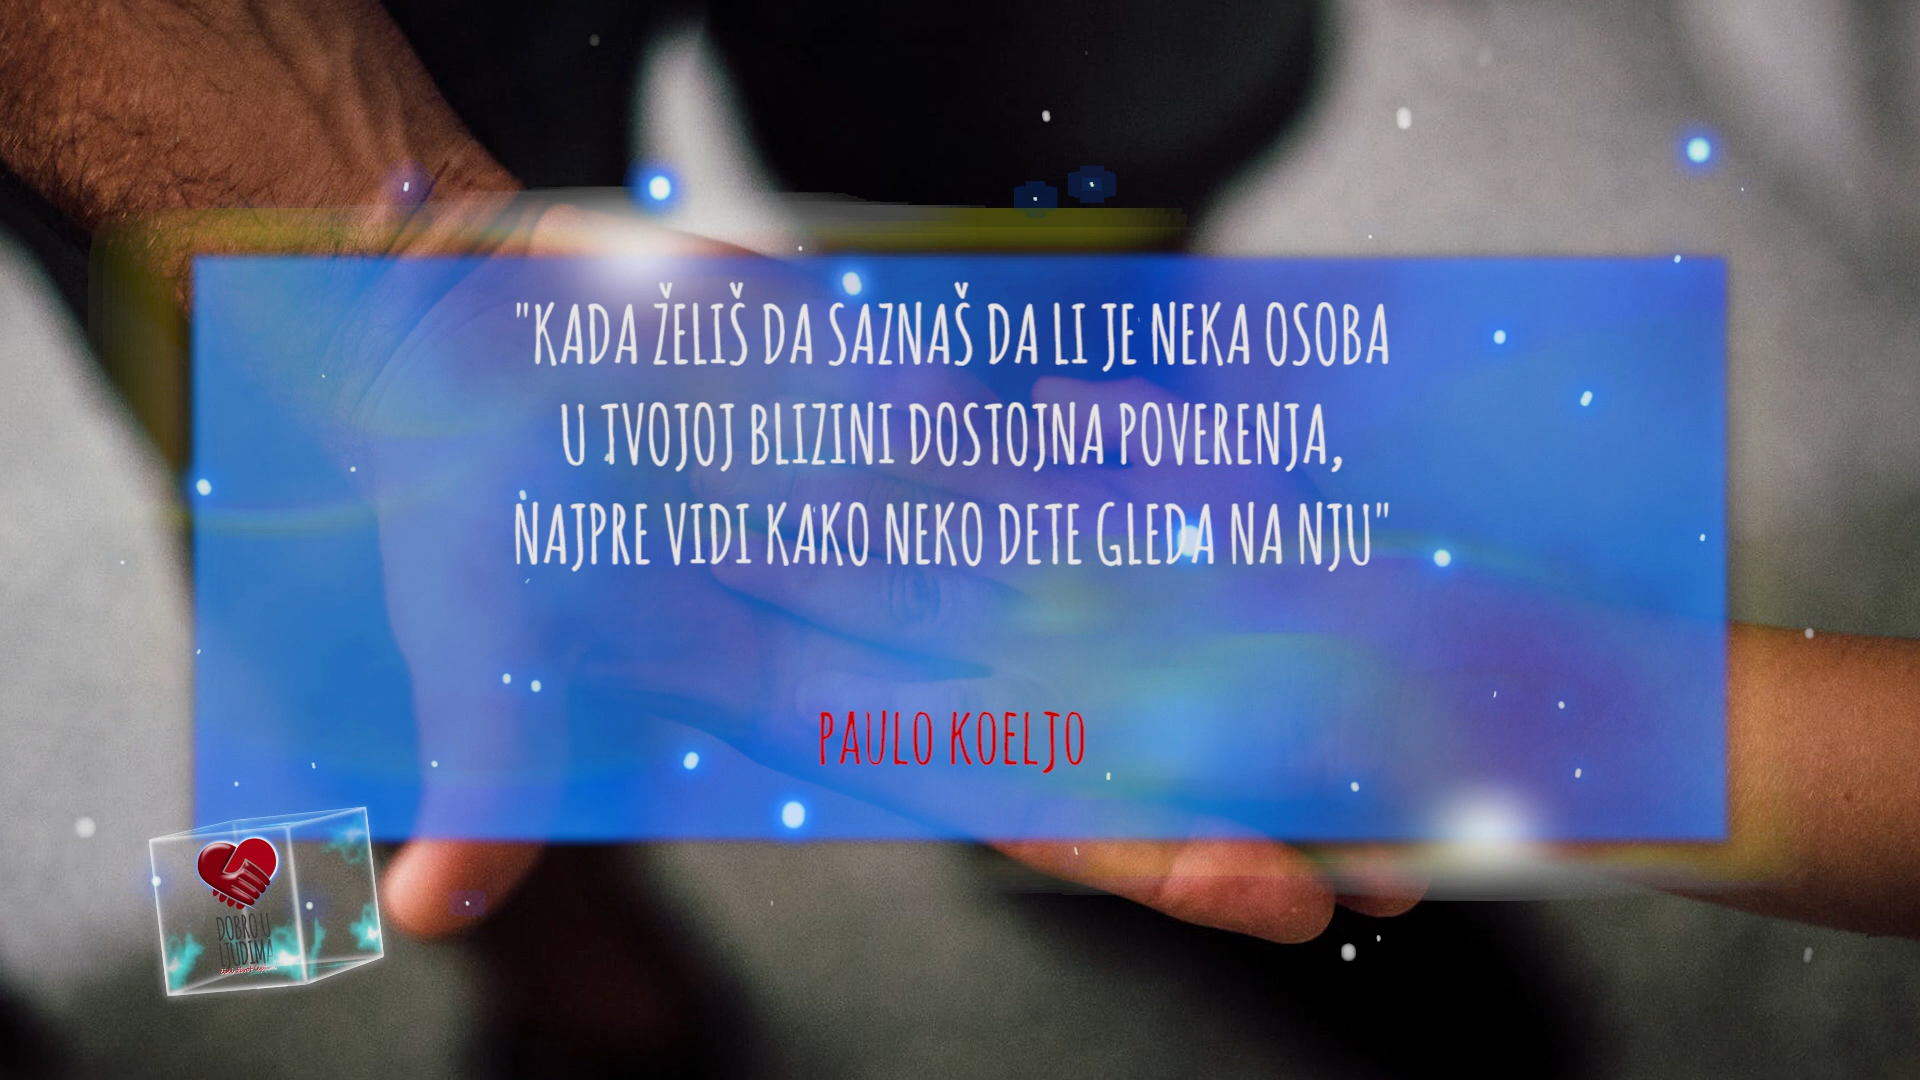 "KADA ŽELIŠ DA SAZNAŠ DA LI JE NEKA OSOBA
U TVOJOJ BLIZINI DOSTOJNA POVERENJA,
NAJPRE VIDI KAKO NEKO DETE GLEDA NA NJU"
PAULO KOELJO
DOBRO U
LJUDIMA